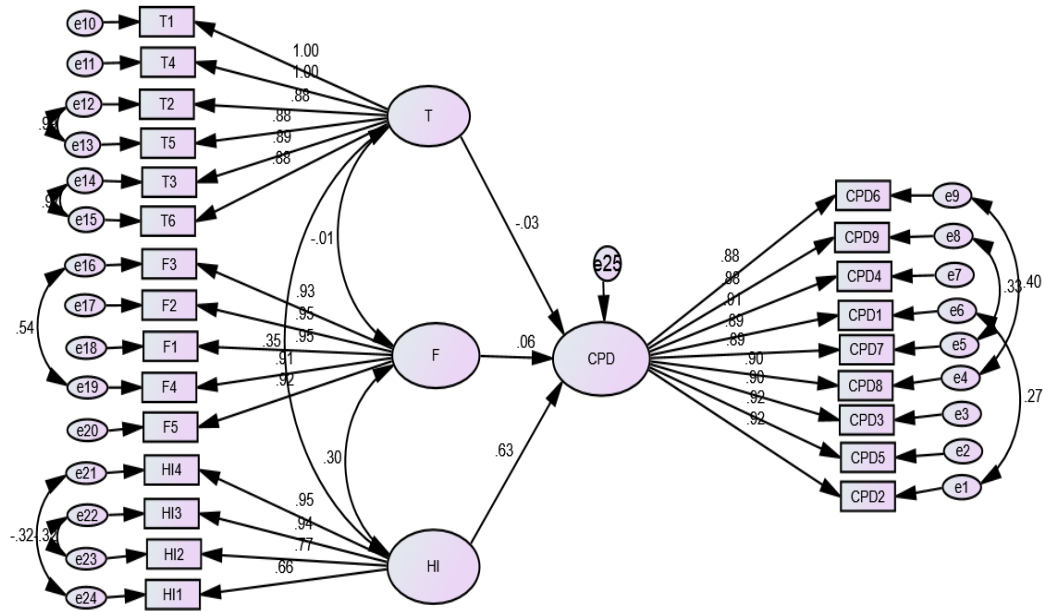 e10 T1
e11 T4
e12 T2
e13 T5
e14 T3
e15 T6
e16 F3
e17 F2
e18 F1
e19 F4
e20 F5
e21 HI4
e22 HI3
e23 HI2
e24 HI1
.54
-.32
1.00
1.00
.88
.88
.89
.88
T
-.01
.35
.93
.95
.95
.91
.92
F
.30
.95
.94
.77
.66
HI
-.03
.06
.63
e25
CPD
.88
.88
.91
.89
.89
.90
.90
.92
.92
CPD6 e9
CPD9 e8
CPD4 e7
CPD1 e6
CPD7 e5
CPD8 e4
CPD3 e3
CPD5 e2
CPD2 e1
.33
.40
.27